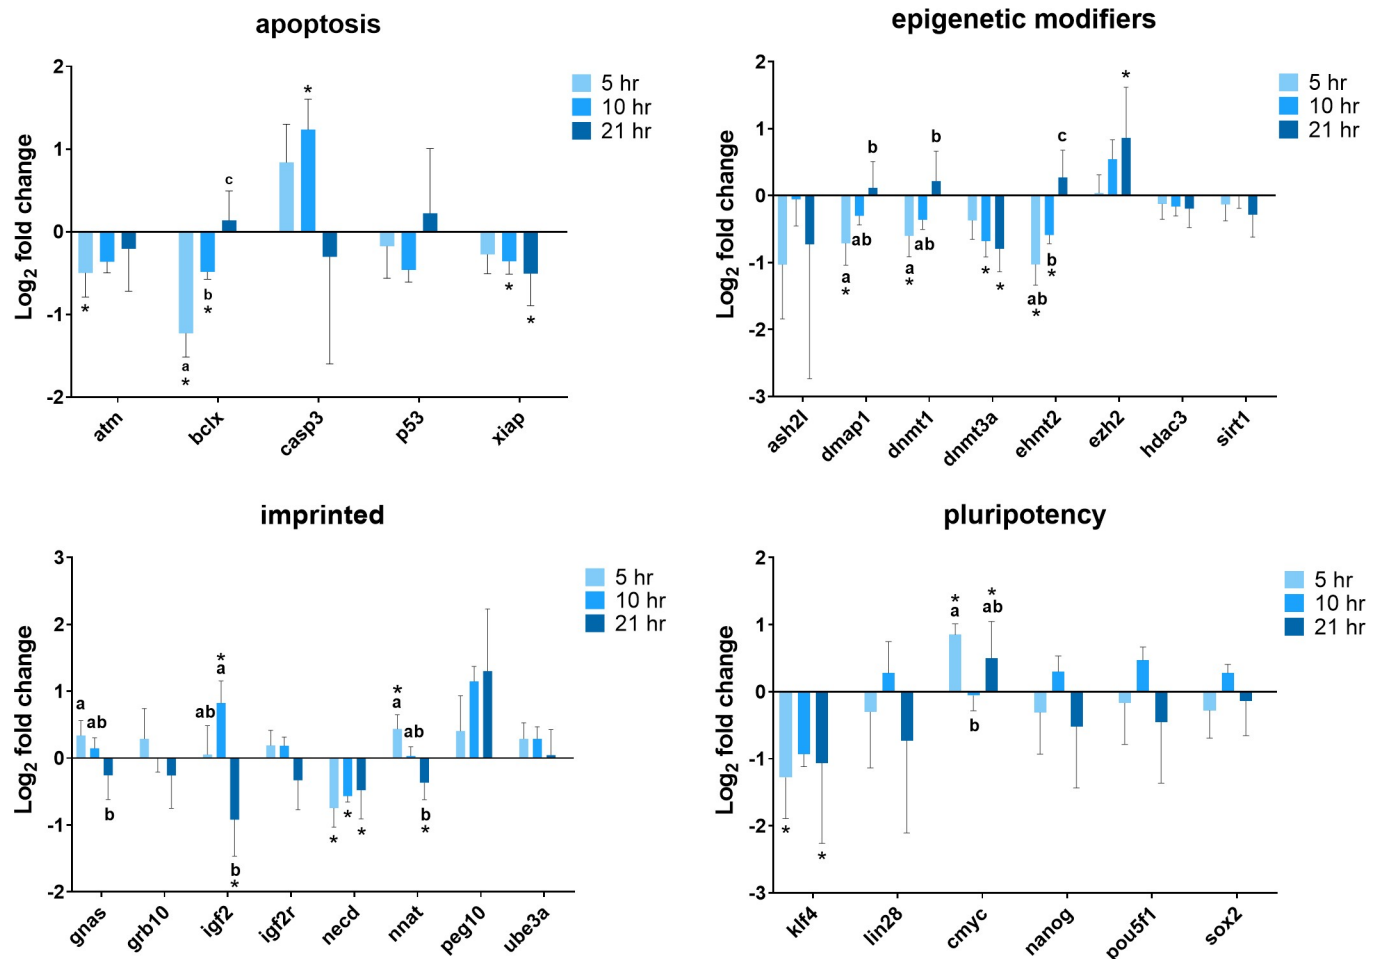 apoptosis
2
1
0
-1
-2
Log2 fold change
5 hr
10 hr
21 hr
*
a
*
b
*
c
*
*
*
atm
bclx
casp3
p53
xiap
epigenetic modifiers
2
1
0
-1
-2
-3
Log2 fold change
5 hr
10 hr
21 hr
a
*
ab
b
a
*
ab
b
*
*
ab
*
b
*
c
*
ash2l
dmap1
dnmt1
dnmt3a
ehmt2
ezh2
hdac3
sirt1
imprinted
3
2
1
0
-1
-2
Log2 fold change
5 hr
10 hr
21 hr
a
ab
b
ab
*
a
b
*
*
*
*
*
a
ab
b
*
gnas
grb10
igf2
igf2r
necd
nnat
peg10
ube3a
pluripotency
2
1
0
-1
-2
-3
Log2 fold change
5 hr
10 hr
21 hr
*
*
*
a
b
*
ab
klf4
lin28
cmyc
nanog
pou5f1
sox2